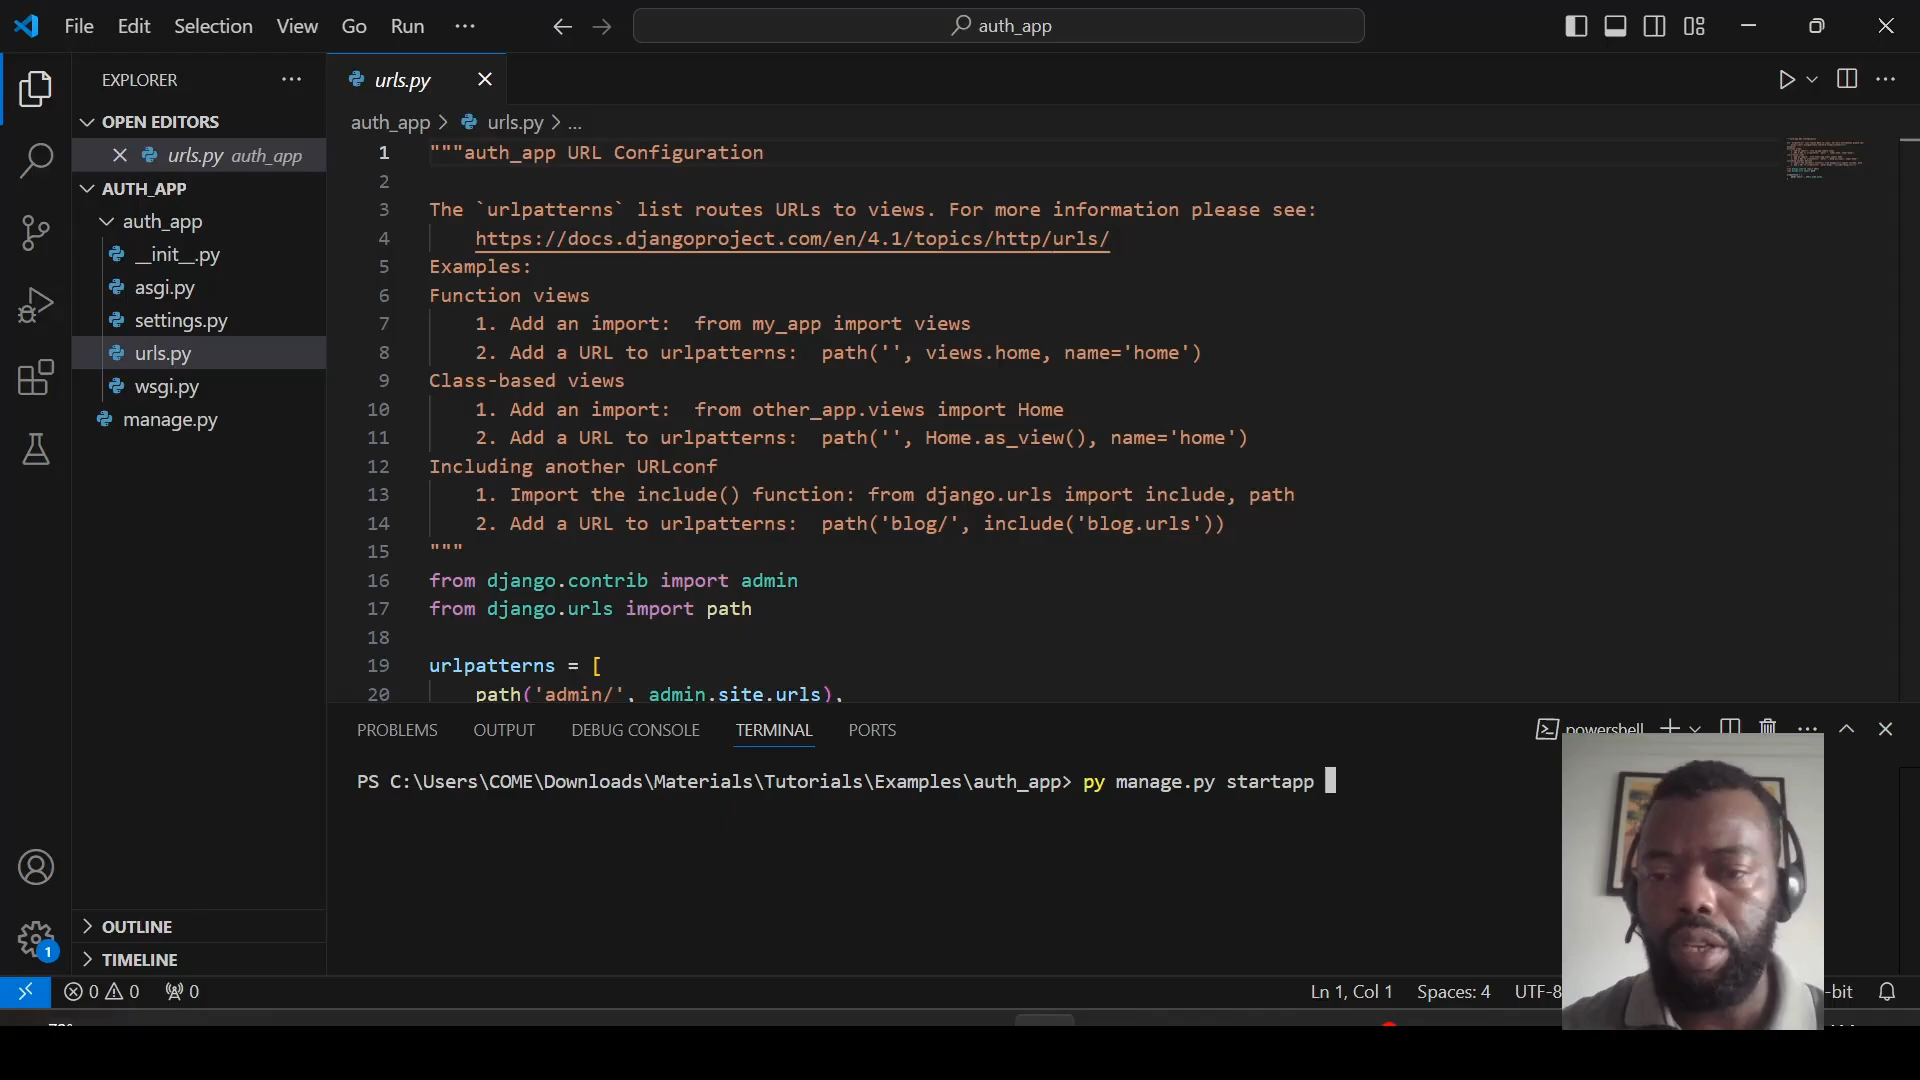 File Edit Selection View Go Run ···
auth_app
EXPLORER
OPEN EDITORS
urls.py auth_app
AUTH_APP
auth_app
__init__.py
asgi.py
settings.py
urls.py
wsgi.py
manage.py
OUTLINE
TIMELINE
urls.py
auth_app > urls.py > ...
1 """auth_app URL Configuration
2
3 The `urlpatterns` list routes URLs to views. For more information please see:
4 https://docs.djangoproject.com/en/4.1/topics/http/urls/
5 Examples:
6 Function views
7 1. Add an import:  from my_app import views
8 2. Add a URL to urlpatterns:  path('', views.home, name='home')
9 Class-based views
10 1. Add an import:  from other_app.views import Home
11 2. Add a URL to urlpatterns:  path('', Home.as_view(), name='home')
12 Including another URLconf
13 1. Import the include() function: from django.urls import include, path
14 2. Add a URL to urlpatterns:  path('blog/', include('blog.urls'))
15 """
16 from django.contrib import admin
17 from django.urls import path
18
19 urlpatterns = [
20 path('admin/', admin.site.urls),
PROBLEMS OUTPUT DEBUG CONSOLE TERMINAL PORTS
powershell
PS C:\Users\COME\Downloads\Materials\Tutorials\Examples\auth_app> py manage.py startapp
1
0 0 0
Ln 1, Col 1 Spaces: 4 UTF-8
-bit